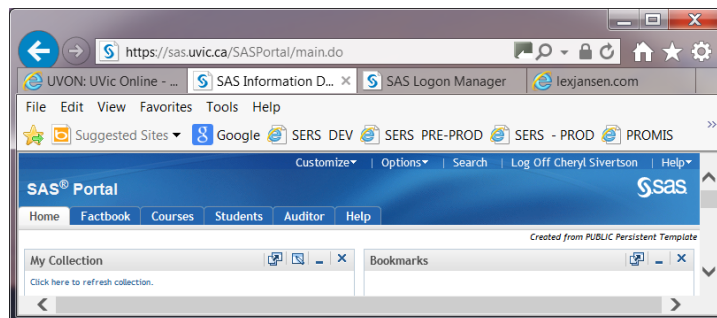 https://sas.uvic.ca/SASPortal/main.do
UVON: UVic Online - ... SAS Information D... SAS Logon Manager lexjansen.com
File Edit View Favorites Tools Help
Suggested Sites Google SERS DEV SERS PRE-PROD SERS - PROD PROMIS
Customize | Options | Search | Log Off Cheryl Sivertson | Help
SAS® Portal sas
Home Factbook Courses Students Auditor Help
Created from PUBLIC Persistent Template
My Collection Bookmarks
Click here to refresh collection.